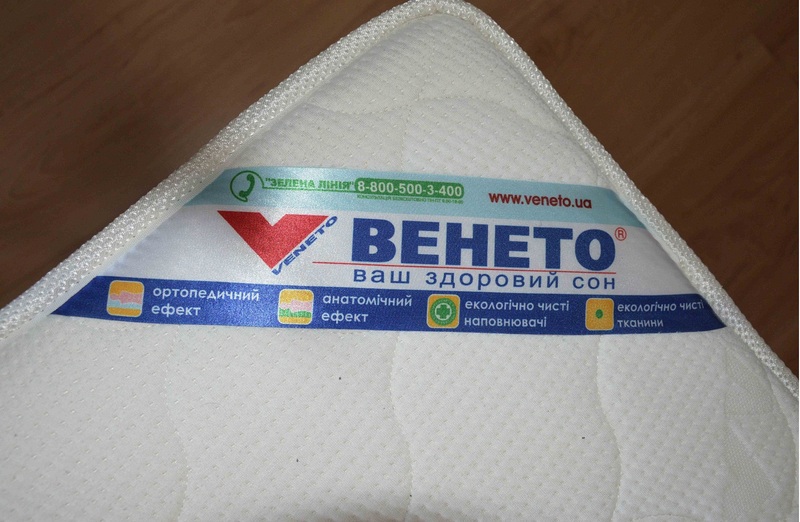 "ЗЕЛЕНА ЛІНІЯ" 8-800-500-3-400
www.veneto.ua
VENETO
ВЕНЕТО®
ваш здоровий сон
ортопедичний
ефект
анатомічний
ефект
екологічно чисті
наповнювачі
екологічно чисті
тканини